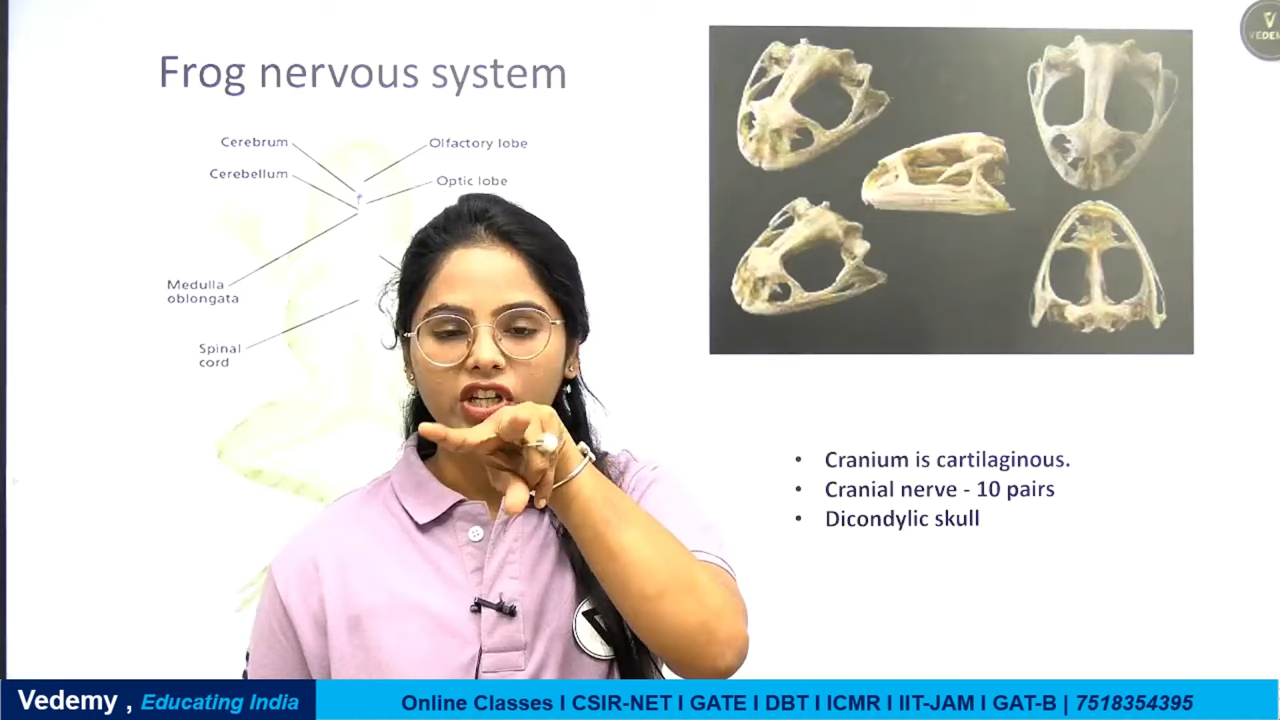 Frog nervous system
Cerebrum
Olfactory lobe
Cerebellum
Optic lobe
Medulla
oblongata
Spinal
cord
Cranium is cartilaginous.
Cranial nerve - 10 pairs
Dicondylic skull
Vedemy , Educating India
Online Classes I CSIR-NET I GATE I DBT I ICMR I IIT-JAM I GAT-B | 7518354395